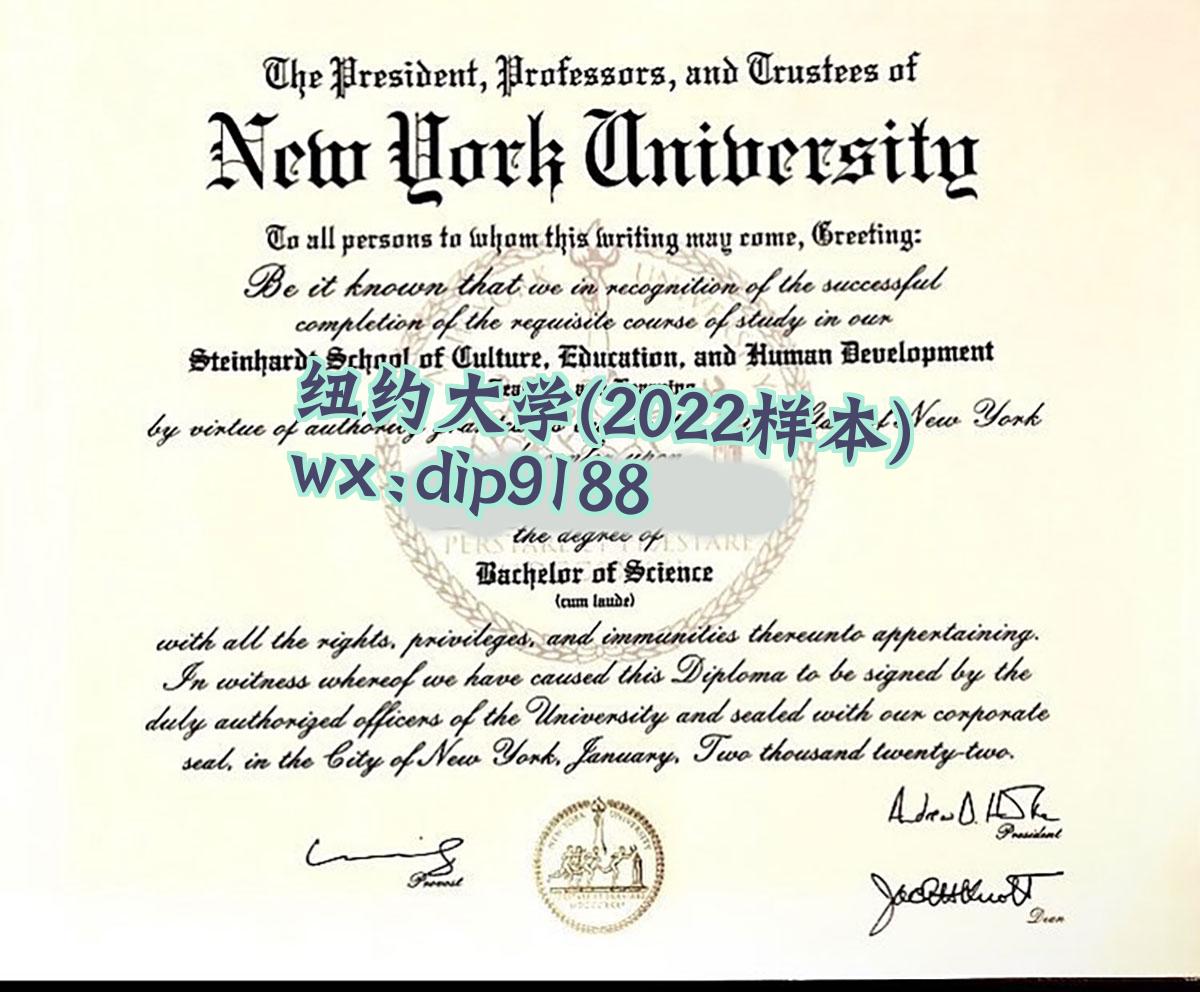 The President, Professors, and Trustees of
New York University
To all persons to whom this writing may come, Greeting:
Be it known that we in recognition of the successful
completion of the requisite course of study in our
Steinhardt School of Culture, Education, and Human Development
纽约大学(2022样本)
by virtue of authority New York
wx:dip9188
the degree of
PERSTARE ET PRAESTARE
Bachelor of Science
(cum laude)
with all the rights, privileges, and immunities thereunto appertaining.
In witness whereof we have caused this Diploma to be signed by the
duly authorized officers of the University and sealed with our corporate
seal, in the City of New York, January, Two thousand twenty-two.
President
Provost
NEW YORK UNIVERSITY
Dean